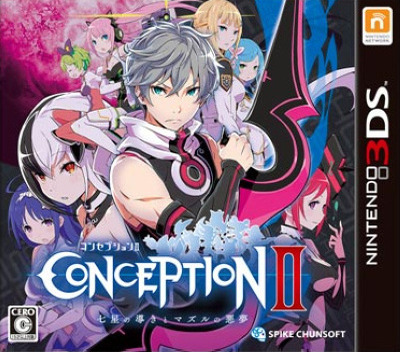 NINTENDO
NETWORK
NINTENDO 3DS
コンセプションII
CONCEPTION II
七星の導きとマズルの悪夢
CERO
C
SPIKE CHUNSOFT